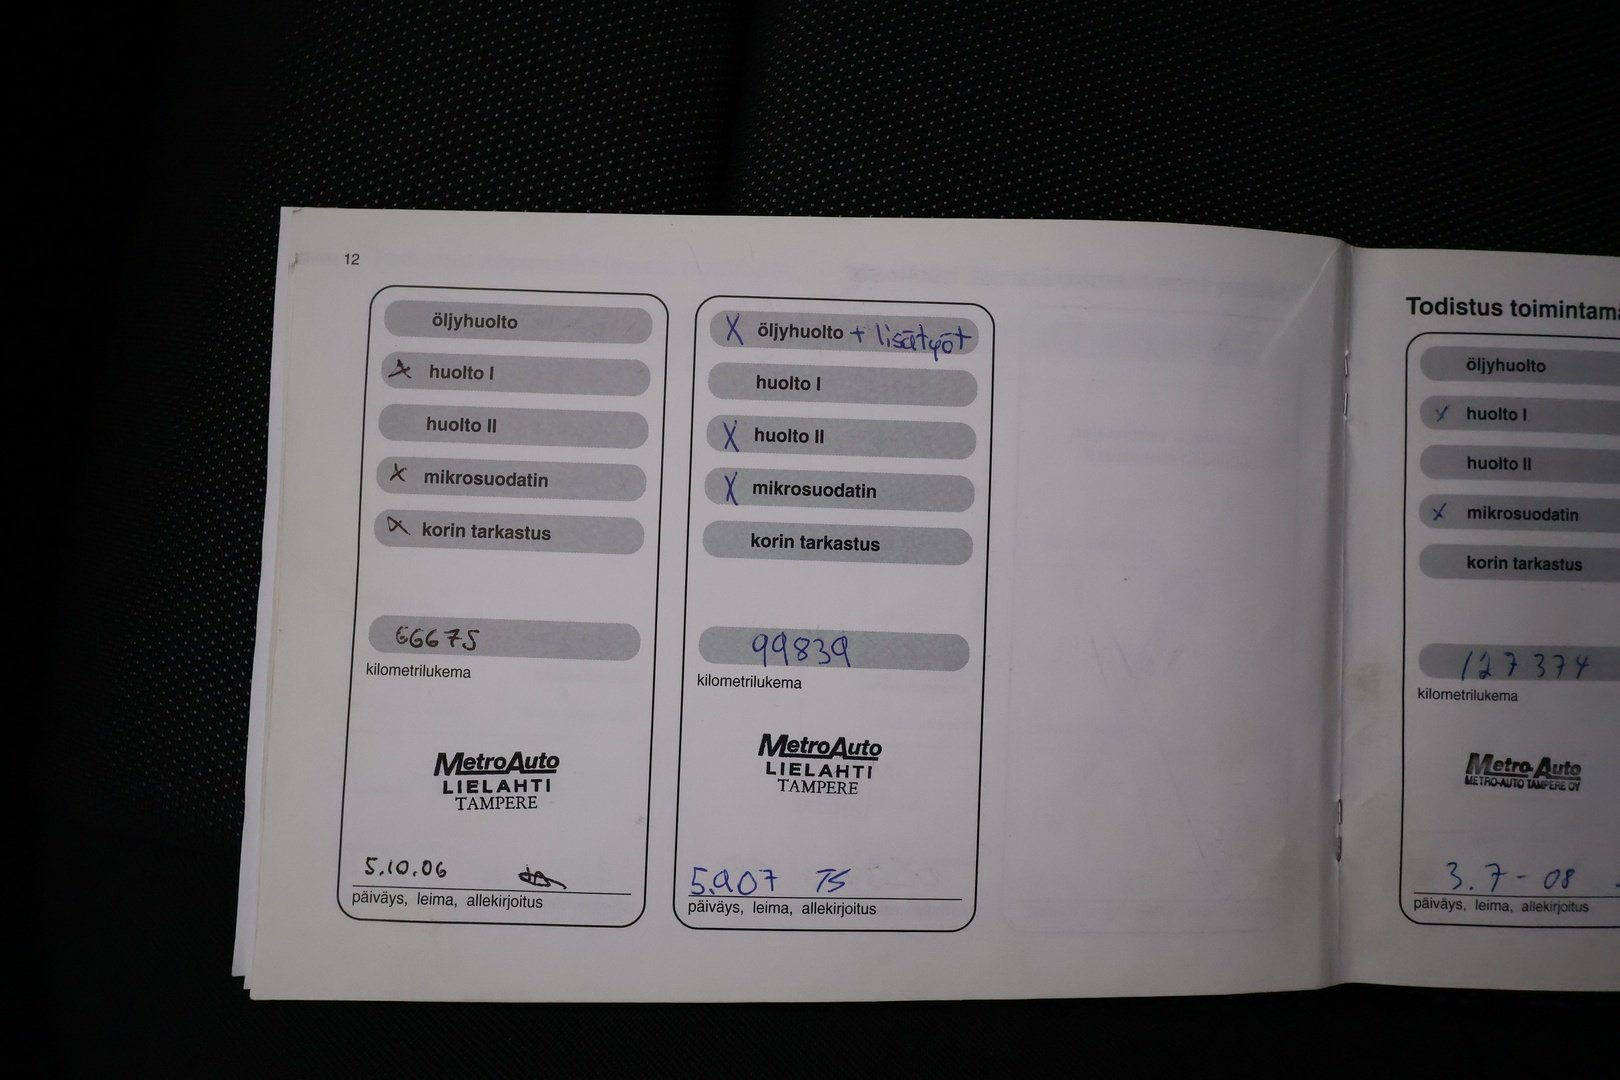 12
öljyhuolto
x huolto I
huolto II
x mikrosuodatin
x korin tarkastus
66675
kilometrilukema
MetroAuto
LIELAHTI
TAMPERE
5.10.06
päiväys, leima, allekirjoitus
X öljyhuolto + lisätyöt
huolto I
X huolto II
X mikrosuodatin
korin tarkastus
99839
kilometrilukema
MetroAuto
LIELAHTI
TAMPERE
5.9.07 TS
päiväys, leima, allekirjoitus
Todistus toimintama
öljyhuolto
x huolto I
huolto II
x mikrosuodatin
korin tarkastus
127374
kilometrilukema
Metro-Auto
METRO-AUTO TAMPERE OY
3.7-08
päiväys, leima, allekirjoitus